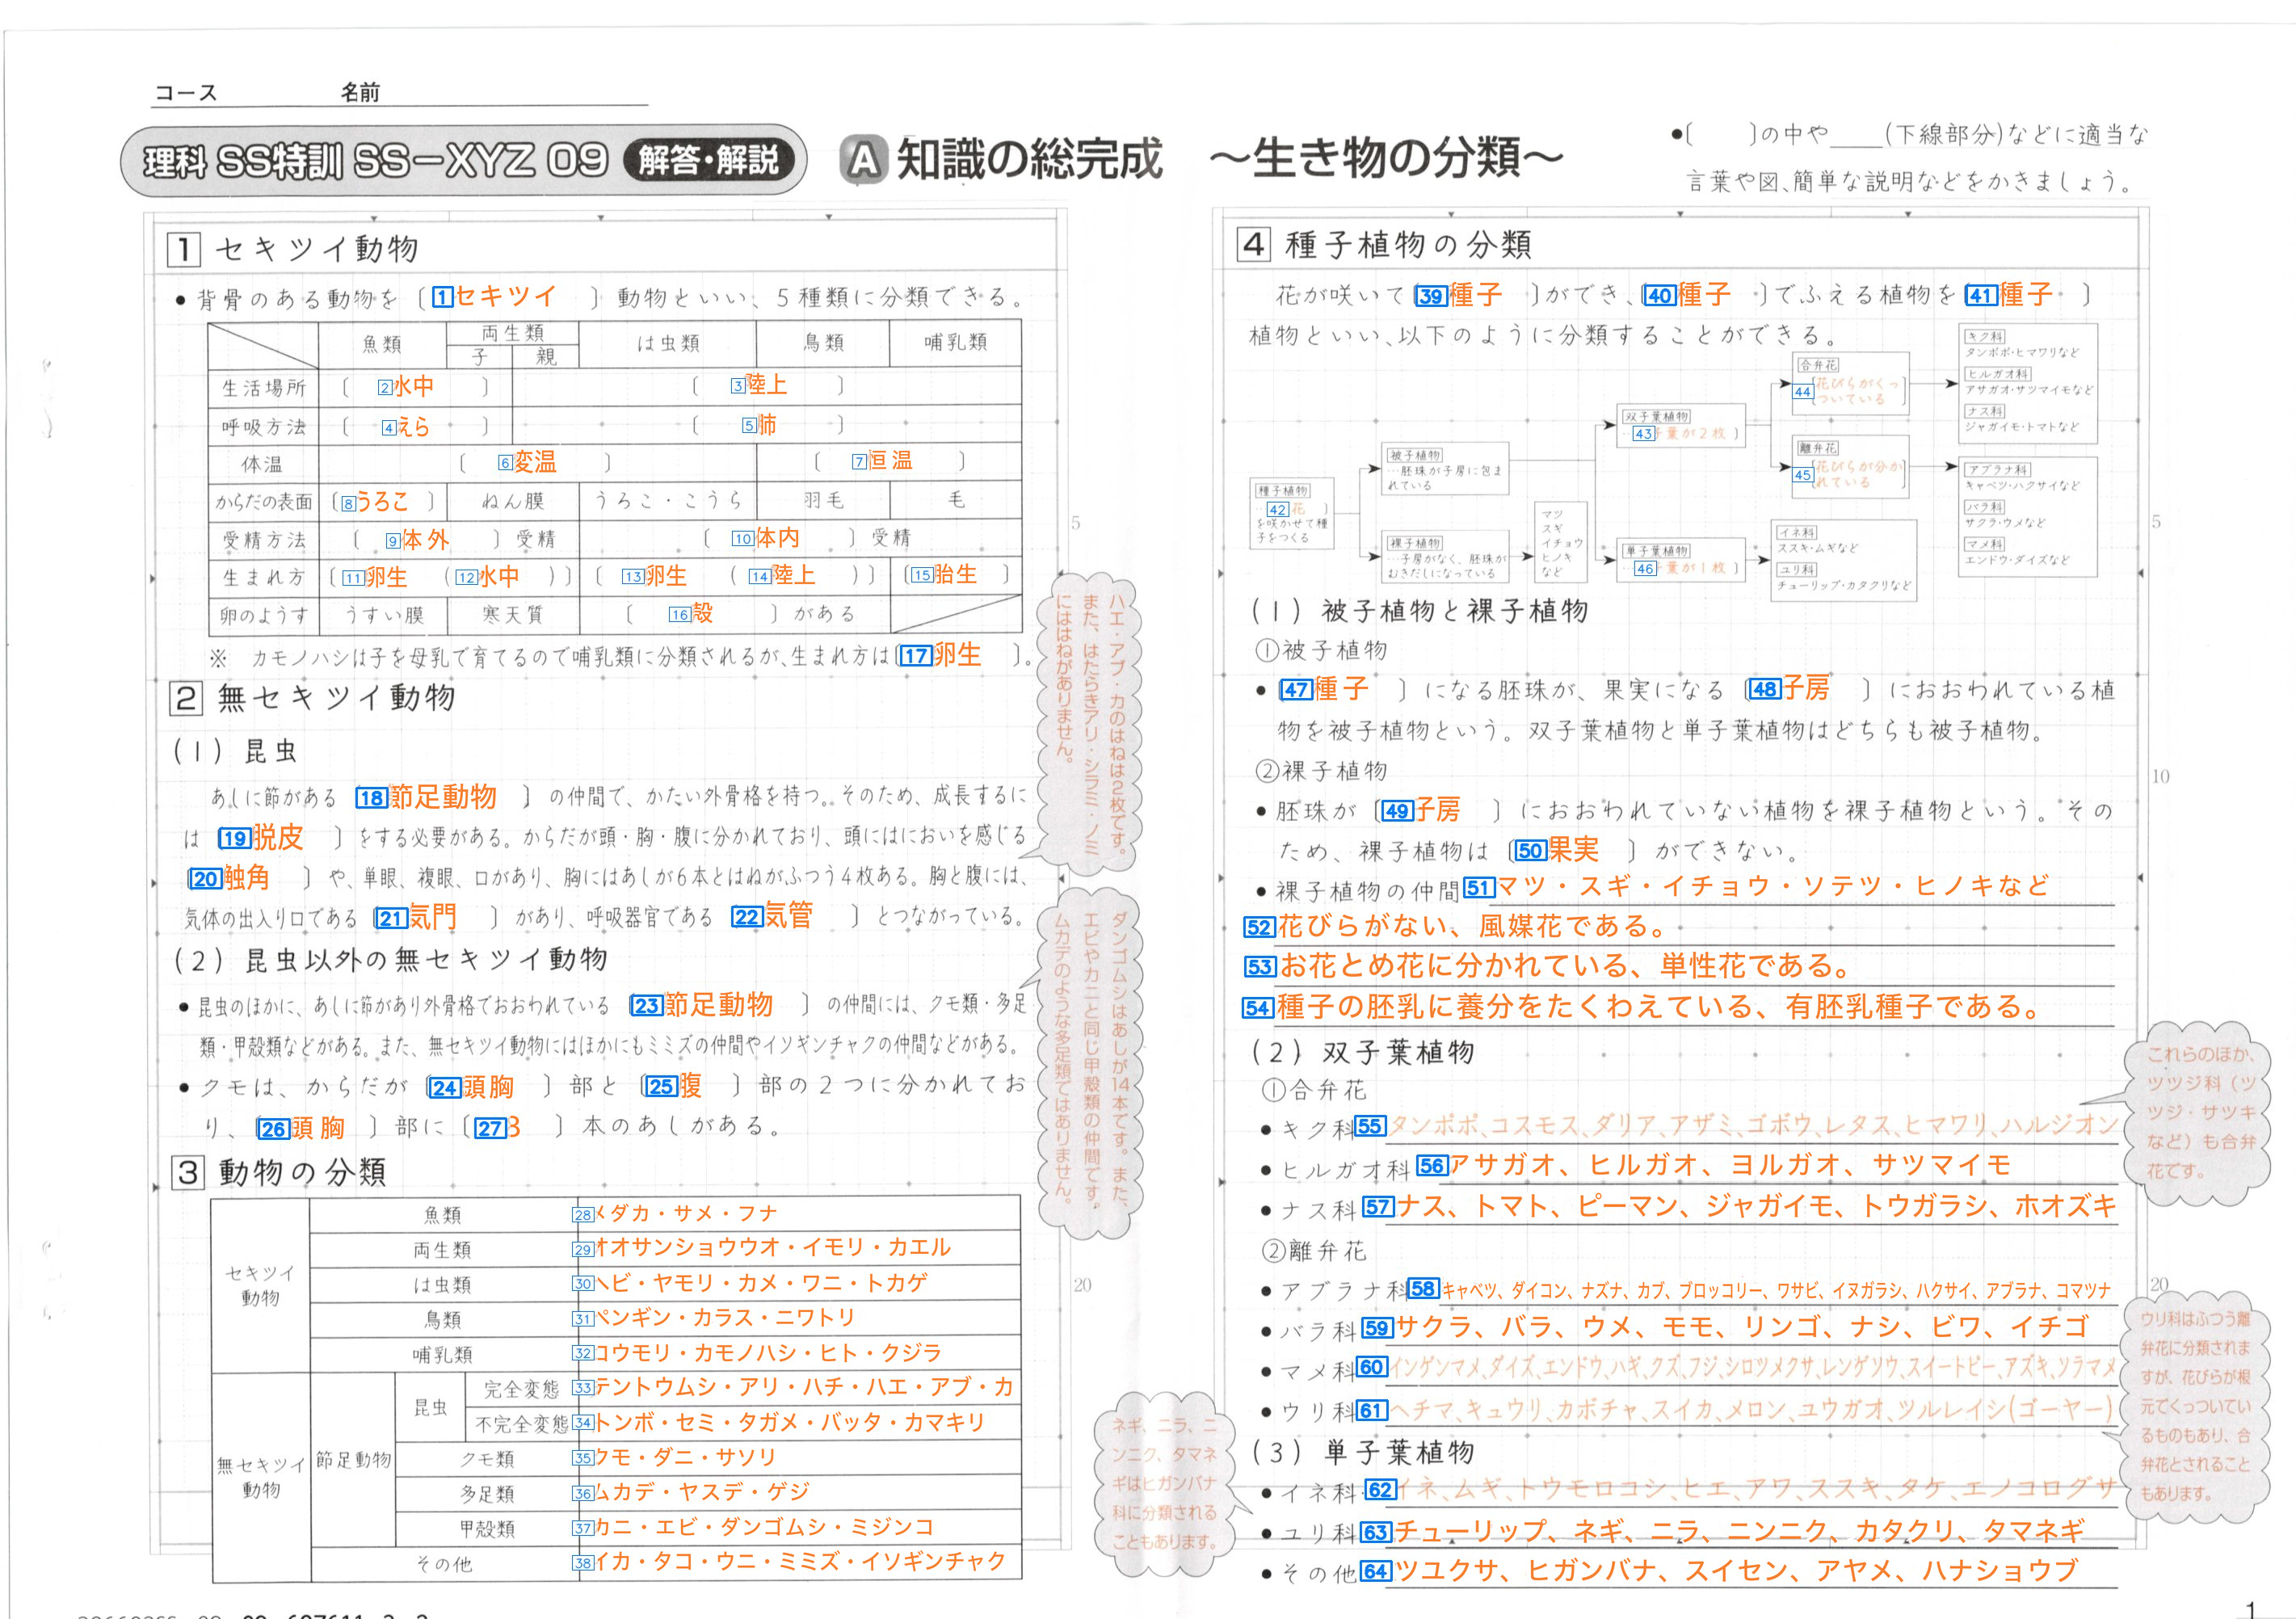 コース　名前
理科 SS特訓 SS-XYZ 09 解答・解説 A 知識の総完成 ～生き物の分類～
●〔　〕の中や＿＿(下線部分)などに適当な
言葉や図、簡単な説明などをかきましょう。
1 セキツイ動物
●背骨のある動物を〔1セキツイ〕動物といい、5種類に分類できる。
魚類　両生類　は虫類　鳥類　哺乳類
子　親
生活場所〔2水中〕〔3陸上〕
呼吸方法〔4えら〕〔5肺〕
体温〔6変温〕〔7恒温〕
からだの表面〔8うろこ〕ねん膜　うろこ・こうら　羽毛　毛
受精方法〔9体外〕受精〔10体内〕受精
生まれ方〔11卵生（12水中）〕〔13卵生（14陸上）〕〔15胎生〕
卵のようす　うすい膜　寒天質〔16殻〕がある
※　カモノハシは子を母乳で育てるので哺乳類に分類されるが、生まれ方は〔17卵生〕。
2 無セキツイ動物
(1) 昆虫
あしに節がある〔18節足動物〕の仲間で、かたい外骨格を持つ。そのため、成長するに
は〔19脱皮〕をする必要がある。からだが頭・胸・腹に分かれており、頭にはにおいを感じる
〔20触角〕や、単眼、複眼、口があり、胸にはあしが6本とはねがふつう4枚ある。胸と腹には、
気体の出入り口である〔21気門〕があり、呼吸器官である〔22気管〕とつながっている。
(2) 昆虫以外の無セキツイ動物
●昆虫のほかに、あしに節があり外骨格でおおわれている〔23節足動物〕の仲間には、クモ類・多足
類・甲殻類などがある。また、無セキツイ動物にはほかにもミミズの仲間やイソギンチャクの仲間などがある。
●クモは、からだが〔24頭胸〕部と〔25腹〕部の2つに分かれてお
り、〔26頭胸〕部に〔278〕本のあしがある。
ハエ・アブ・カのはねは2枚です。
また、はたらきアリ・シラミ・ノミ
にははねがありません。
ダンゴムシはあしが14本です。また、
エビやカニと同じ甲殻類の仲間です。
ムカデのような多足類ではありません。
3 動物の分類
セキツイ動物
魚類　28メダカ・サメ・フナ
両生類　29オオサンショウウオ・イモリ・カエル
は虫類　30ヘビ・ヤモリ・カメ・ワニ・トカゲ
鳥類　31ペンギン・カラス・ニワトリ
哺乳類　32コウモリ・カモノハシ・ヒト・クジラ
無セキツイ動物　節足動物
昆虫　完全変態　33テントウムシ・アリ・ハチ・ハエ・アブ・カ
不完全変態　34トンボ・セミ・タガメ・バッタ・カマキリ
クモ類　35クモ・ダニ・サソリ
多足類　36ムカデ・ヤスデ・ゲジ
甲殻類　37カニ・エビ・ダンゴムシ・ミジンコ
その他　38イカ・タコ・ウニ・ミミズ・イソギンチャク
5
20
4 種子植物の分類
花が咲いて〔39種子〕ができ、〔40種子〕でふえる植物を〔41種子〕
植物といい、以下のように分類することができる。
種子植物
…42花〕
を咲かせて種
子をつくる
被子植物
…胚珠が子房に包ま
れている
裸子植物
…子房がなく、胚珠が
むきだしになっている
マツ
スギ
イチョウ
ヒノキ
など
双子葉植物
…43子葉が2枚〕
単子葉植物
…46子葉が1枚〕
合弁花
44〔花びらがくっ
ついている〕
離弁花
45〔花びらが分か
れている〕
キク科
タンポポ・ヒマワリなど
ヒルガオ科
アサガオ・サツマイモなど
ナス科
ジャガイモ・トマトなど
アブラナ科
キャベツ・ハクサイなど
バラ科
サクラ・ウメなど
マメ科
エンドウ・ダイズなど
イネ科
ススキ・ムギなど
ユリ科
チューリップ・カタクリなど
(1) 被子植物と裸子植物
①被子植物
●〔47種子〕になる胚珠が、果実になる〔48子房〕におおわれている植
物を被子植物という。双子葉植物と単子葉植物はどちらも被子植物。
②裸子植物
●胚珠が〔49子房〕におおわれていない植物を裸子植物という。その
ため、裸子植物は〔50果実〕ができない。
●裸子植物の仲間51マツ・スギ・イチョウ・ソテツ・ヒノキなど
52花びらがない、風媒花である。
53お花とめ花に分かれている、単性花である。
54種子の胚乳に養分をたくわえている、有胚乳種子である。
(2) 双子葉植物
①合弁花
●キク科55タンポポ、コスモス、ダリア、アザミ、ゴボウ、レタス、ヒマワリ、ハルジオン
●ヒルガオ科56アサガオ、ヒルガオ、ヨルガオ、サツマイモ
●ナス科57ナス、トマト、ピーマン、ジャガイモ、トウガラシ、ホオズキ
②離弁花
●アブラナ科58キャベツ、ダイコン、ナズナ、カブ、ブロッコリー、ワサビ、イヌガラシ、ハクサイ、アブラナ、コマツナ
●バラ科59サクラ、バラ、ウメ、モモ、リンゴ、ナシ、ビワ、イチゴ
●マメ科60インゲンマメ、ダイズ、エンドウ、ハギ、クズ、フジ、シロツメクサ、レンゲソウ、スイートピー、アズキ、ソラマメ
●ウリ科61ヘチマ、キュウリ、カボチャ、スイカ、メロン、ユウガオ、ツルレイシ(ゴーヤー)
(3) 単子葉植物
●イネ科62イネ、ムギ、トウモロコシ、ヒエ、アワ、ススキ、タケ、エノコログサ
●ユリ科63チューリップ、ネギ、ニラ、ニンニク、カタクリ、タマネギ
●その他64ツユクサ、ヒガンバナ、スイセン、アヤメ、ハナショウブ
これらのほか、
ツツジ科（ツ
ツジ・サツキ
など）も合弁
花です。
ウリ科はふつう離
弁花に分類されま
すが、花びらが根
元でくっついてい
るものもあり、合
弁花とされること
もあります。
ネギ、ニラ、ニ
ンニク、タマネ
ギはヒガンバナ
科に分類される
こともあります。
5
10
20
1